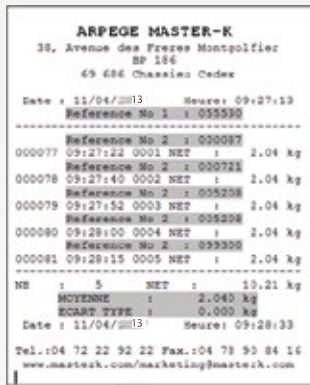 ARPEGE MASTER-K
38, Avenue des Freres Montgolfier
BP 186
69 686 Chassieu Cedex
Date : 11/04/13 Heure: 09:27:13
Reference No 1 : 055530
Reference No 2 : 000087
000077 09:27:22 0001 NET : 2.04 kg
Reference No 2 : 000721
000078 09:27:40 0002 NET : 2.04 kg
Reference No 2 : 005208
000079 09:27:52 0003 NET : 2.04 kg
Reference No 2 : 005208
000080 09:28:00 0004 NET : 2.04 kg
Reference No 2 : 099300
000081 09:28:15 0005 NET : 2.04 kg
NB : 5 NET : 10.21 kg
MOYENNE : 2.040 kg
ECART TYPE : 0.000 kg
Date : 11/04/13 Heure: 09:28:33
Tel.:04 72 22 92 22 Fax.:04 78 90 84 16
www.masterk.com/marketing@masterk.com